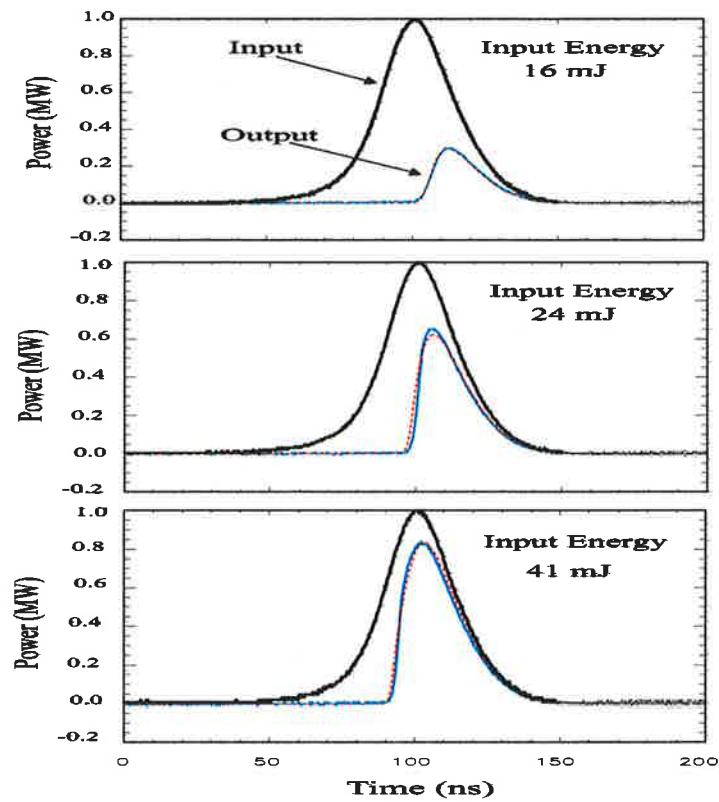 1.0
0.8
0.6
0.4
0.2
0.0
-0.2
Power (MW)
Input
Output
Input Energy
16 mJ
1.0
0.8
0.6
0.4
0.2
0.0
-0.2
Power (MW)
Input Energy
24 mJ
1.0
0.8
0.6
0.4
0.2
0.0
-0.2
Power (MW)
Input Energy
41 mJ
0
50
100
150
200
Time (ns)